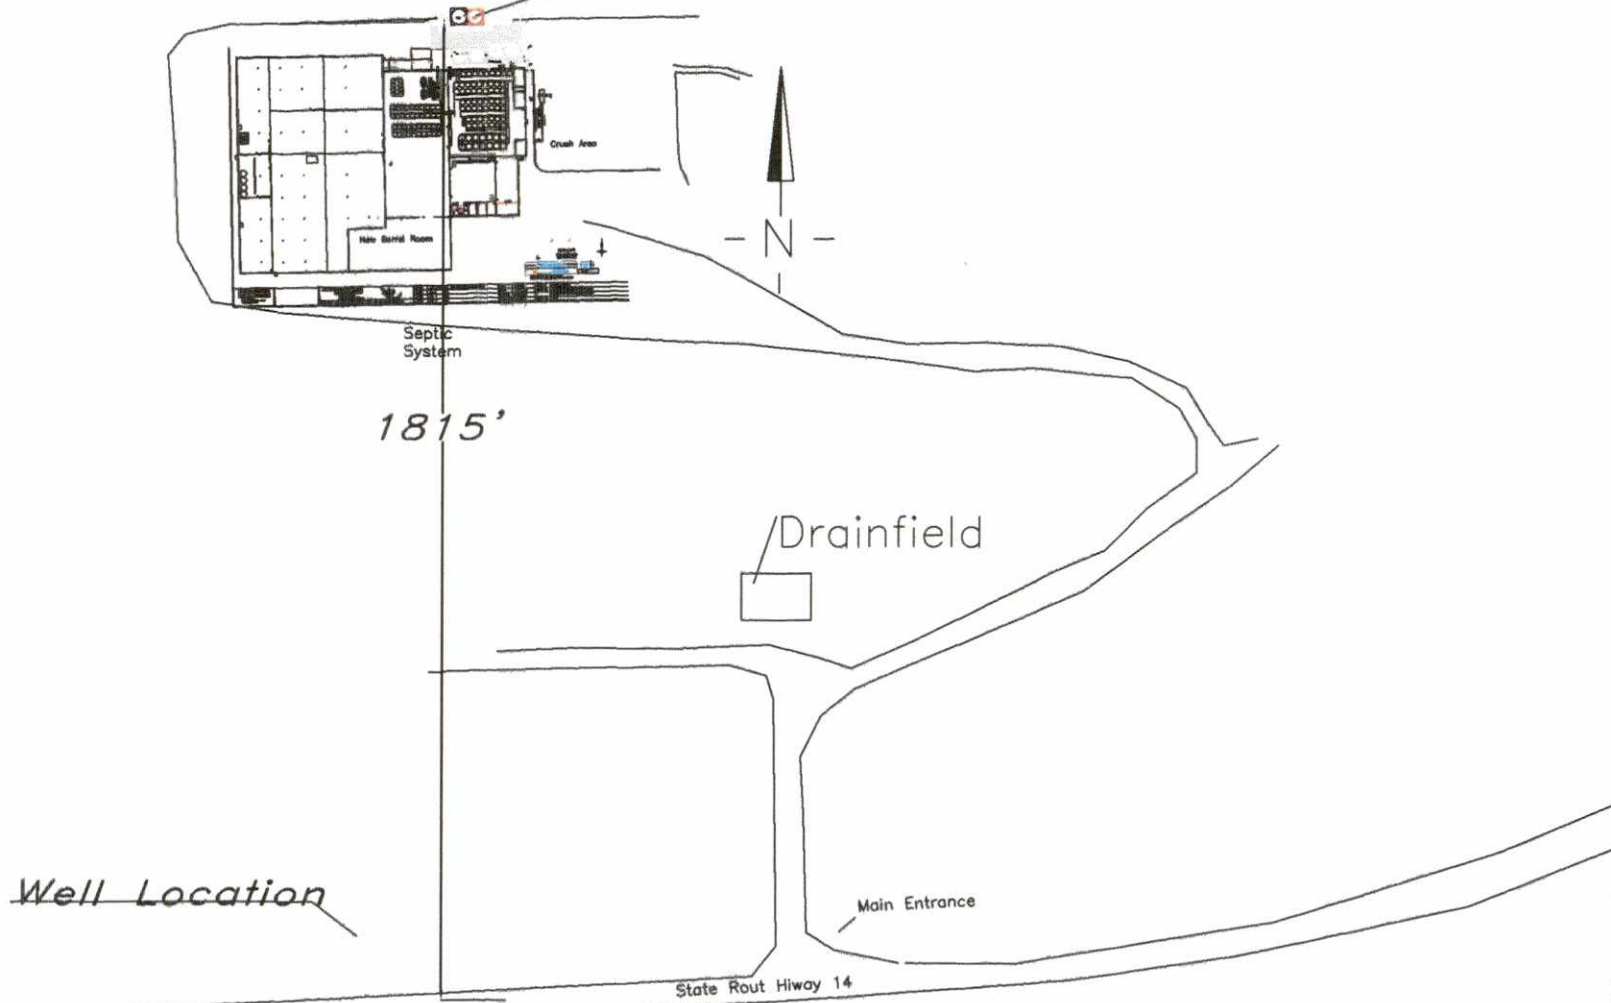 Crush Area
New Barrel Room
- N -
Septic
System
1815'
Drainfield
Well Location
Main Entrance
State Rout Hiway 14